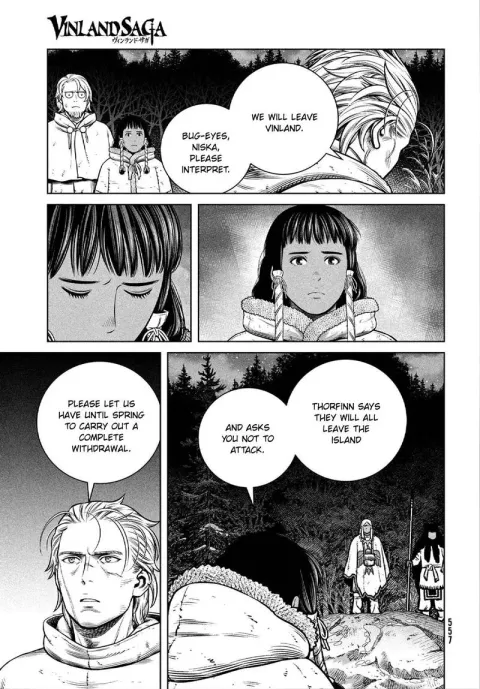 VINLAND SAGA
ヴィンランド・サガ
WE WILL LEAVE
VINLAND.
BUG-EYES,
NISKA,
PLEASE
INTERPRET.
PLEASE LET US
HAVE UNTIL SPRING
TO CARRY OUT A
COMPLETE
WITHDRAWAL.
THORFINN SAYS
THEY WILL ALL
LEAVE THE
ISLAND
AND ASKS
YOU NOT TO
ATTACK.
557